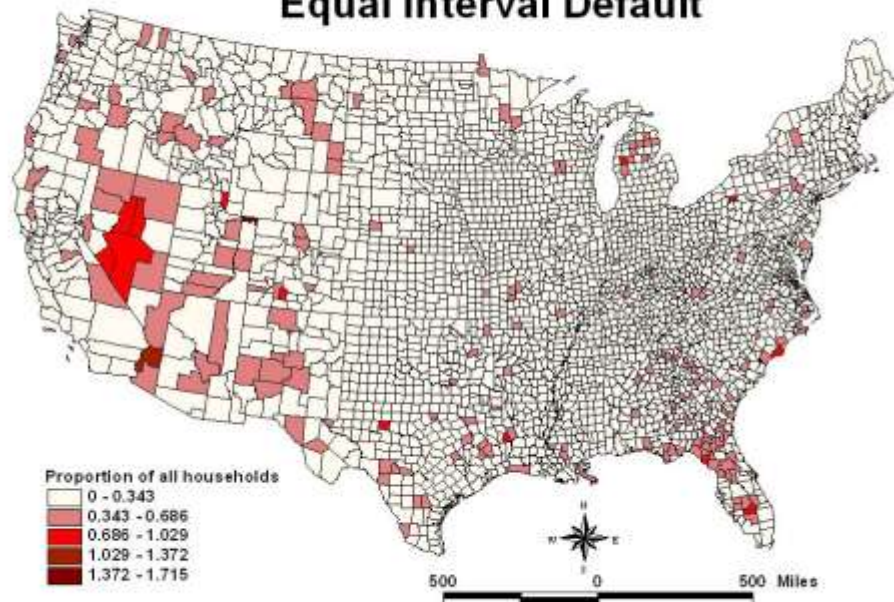 Equal Interval Default
Proportion of all households
0 - 0.343
0.343 - 0.686
0.686 - 1.029
1.029 - 1.372
1.372 - 1.715
N
W E
500 0 500 Miles